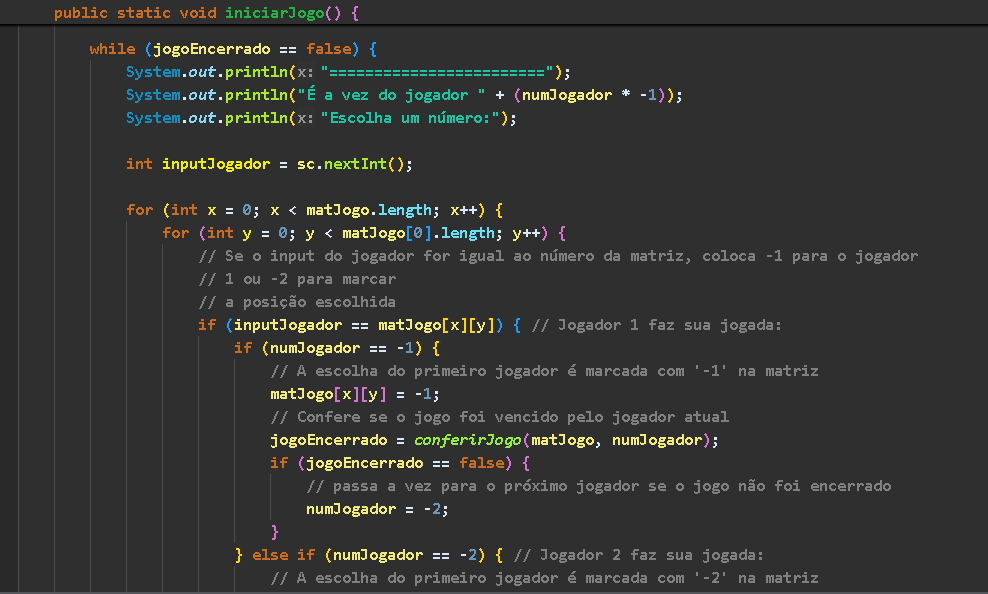 public static void iniciarJogo() {
while (jogoEncerrado == false) {
System.out.println(x: "========================");
System.out.println("É a vez do jogador " + (numJogador * -1));
System.out.println(x: "Escolha um número:");
int inputJogador = sc.nextInt();
for (int x = 0; x < matJogo.length; x++) {
for (int y = 0; y < matJogo[0].length; y++) {
// Se o input do jogador for igual ao número da matriz, coloca -1 para o jogador
// 1 ou -2 para marcar
// a posição escolhida
if (inputJogador == matJogo[x][y]) { // Jogador 1 faz sua jogada:
if (numJogador == -1) {
// A escolha do primeiro jogador é marcada com '-1' na matriz
matJogo[x][y] = -1;
// Confere se o jogo foi vencido pelo jogador atual
jogoEncerrado = conferirJogo(matJogo, numJogador);
if (jogoEncerrado == false) {
// passa a vez para o próximo jogador se o jogo não foi encerrado
numJogador = -2;
}
} else if (numJogador == -2) { // Jogador 2 faz sua jogada:
// A escolha do primeiro jogador é marcada com '-2' na matriz